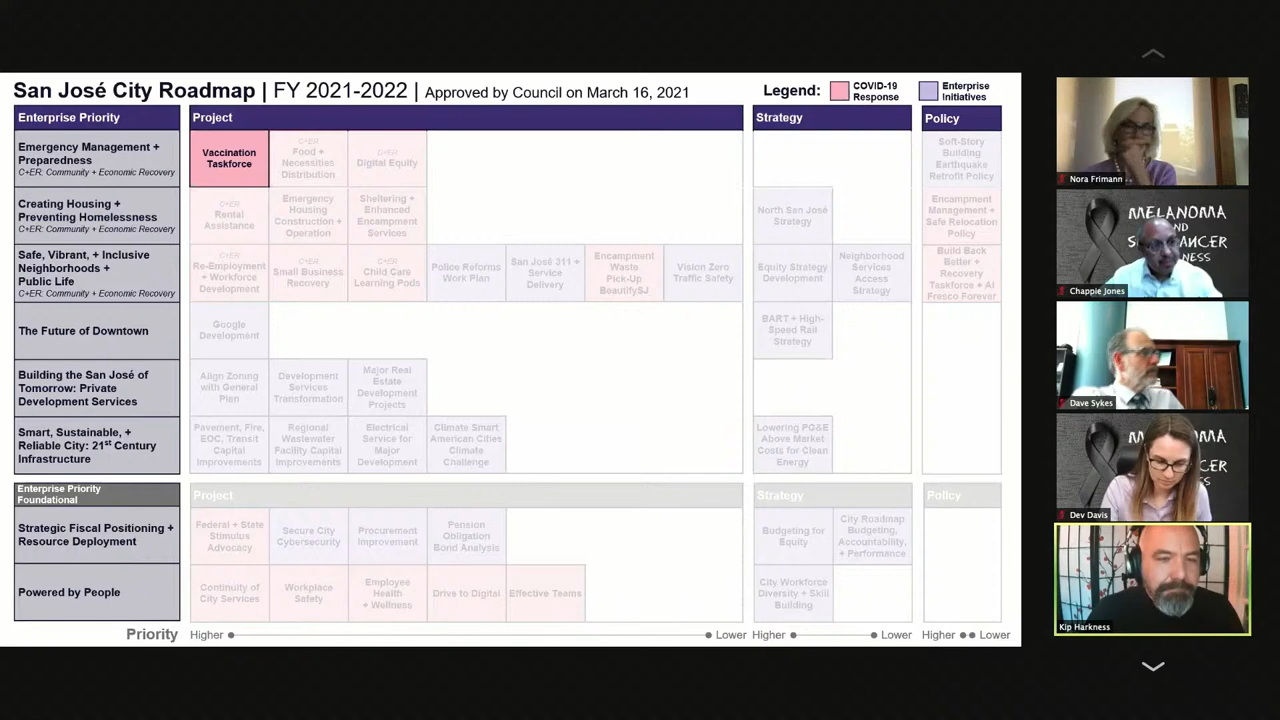 San José City Roadmap | FY 2021-2022 | Approved by Council on March 16, 2021
Legend:
COVID-19
Response
Enterprise
Initiatives
Enterprise Priority
Project
Strategy
Policy
Emergency Management +
Preparedness
C+ER: Community + Economic Recovery
Vaccination
Taskforce
C+ER
Food +
Necessities
Distribution
C+ER
Digital Equity
Soft-Story
Building
Earthquake
Retrofit Policy
Creating Housing +
Preventing Homelessness
C+ER: Community + Economic Recovery
C+ER
Rental
Assistance
Emergency
Housing
Construction +
Operation
Sheltering +
Enhanced
Encampment
Services
North San José
Strategy
Encampment
Management +
Safe Relocation
Policy
Safe, Vibrant, + Inclusive
Neighborhoods +
Public Life
C+ER: Community + Economic Recovery
C+ER
Re-Employment
+ Workforce
Development
C+ER
Small Business
Recovery
C+ER
Child Care
Learning Pods
Police Reforms
Work Plan
San José 311 +
Service
Delivery
Encampment
Waste
Pick-Up
BeautifySJ
Vision Zero
Traffic Safety
Equity Strategy
Development
Neighborhood
Services
Access
Strategy
Build Back
Better +
Recovery
Taskforce + Al
Fresco Forever
The Future of Downtown
Google
Development
BART + High-
Speed Rail
Strategy
Building the San José of
Tomorrow: Private
Development Services
Align Zoning
with General
Plan
Development
Services
Transformation
Major Real
Estate
Development
Projects
Smart, Sustainable, +
Reliable City: 21st Century
Infrastructure
Pavement, Fire,
EOC, Transit
Capital
Improvements
Regional
Wastewater
Facility Capital
Improvements
Electrical
Service for
Major
Development
Climate Smart
American Cities
Climate
Challenge
Lowering PG&E
Above Market
Costs for Clean
Energy
Enterprise Priority
Foundational
Project
Strategy
Policy
Strategic Fiscal Positioning +
Resource Deployment
Federal + State
Stimulus
Advocacy
Secure City
Cybersecurity
Procurement
Improvement
Pension
Obligation
Bond Analysis
Budgeting for
Equity
City Roadmap
Budgeting,
Accountability,
+ Performance
Powered by People
Continuity of
City Services
Workplace
Safety
Employee
Health
+ Wellness
Drive to Digital
Effective Teams
City Workforce
Diversity + Skill
Building
Priority
Higher
Lower
Higher
Lower
Higher
Lower
Nora Frimann
MELANOMA
AND
Chappie Jones
Dave Sykes
Dev Davis
Kip Harkness